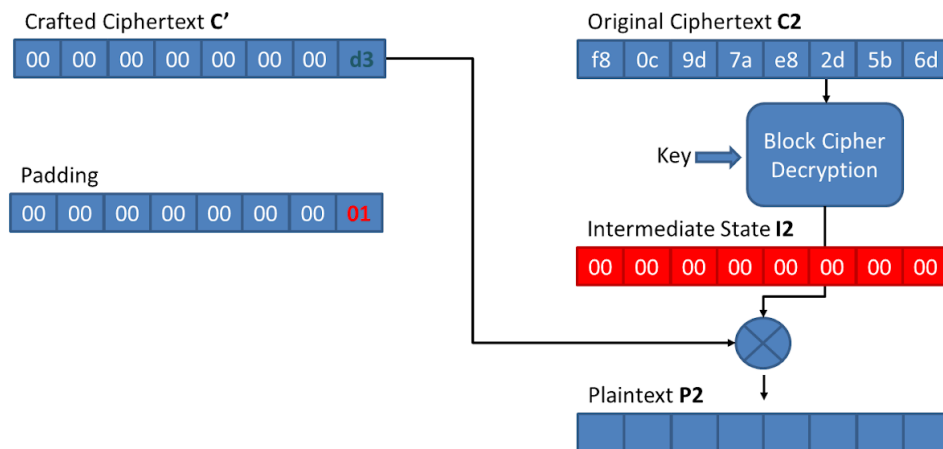 Crafted Ciphertext C’
00 00 00 00 00 00 00 d3
Original Ciphertext C2
f8 0c 9d 7a e8 2d 5b 6d
Key
Block Cipher
Decryption
Padding
00 00 00 00 00 00 00 01
Intermediate State I2
00 00 00 00 00 00 00 00
Plaintext P2